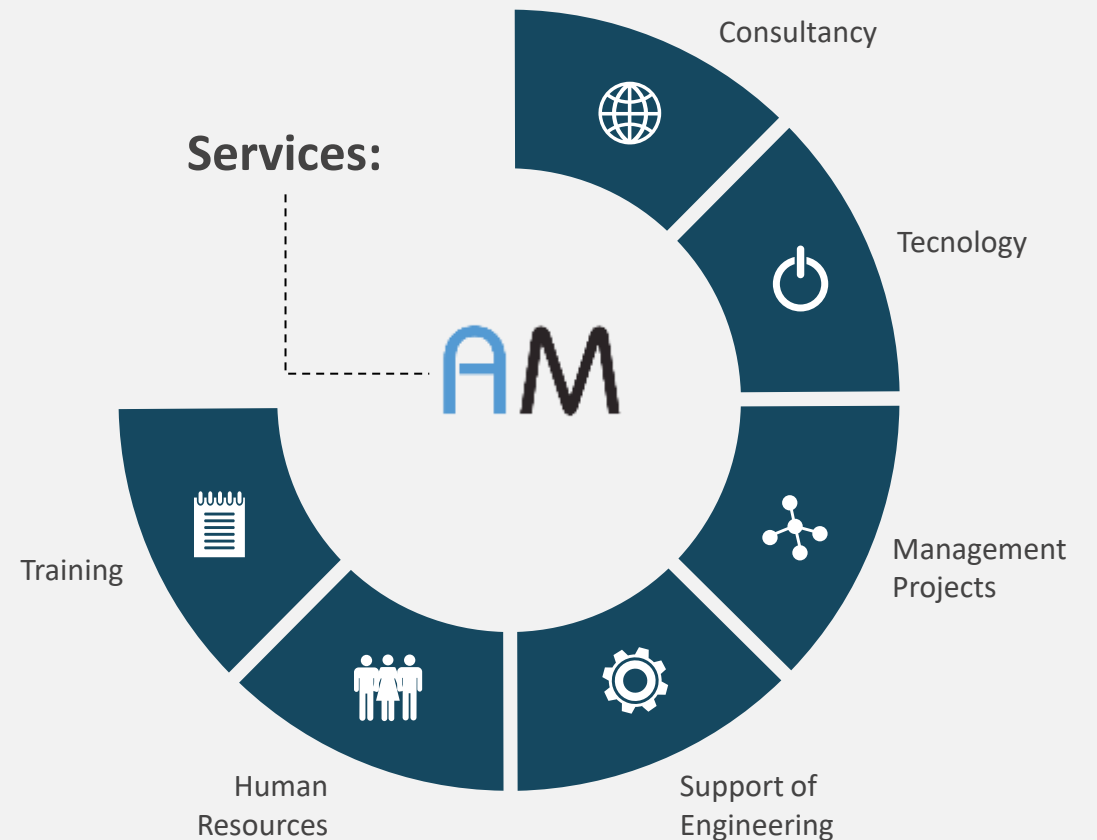 Services:
AM
Consultancy
Tecnology
Management
Projects
Support of
Engineering
Human
Resources
Training